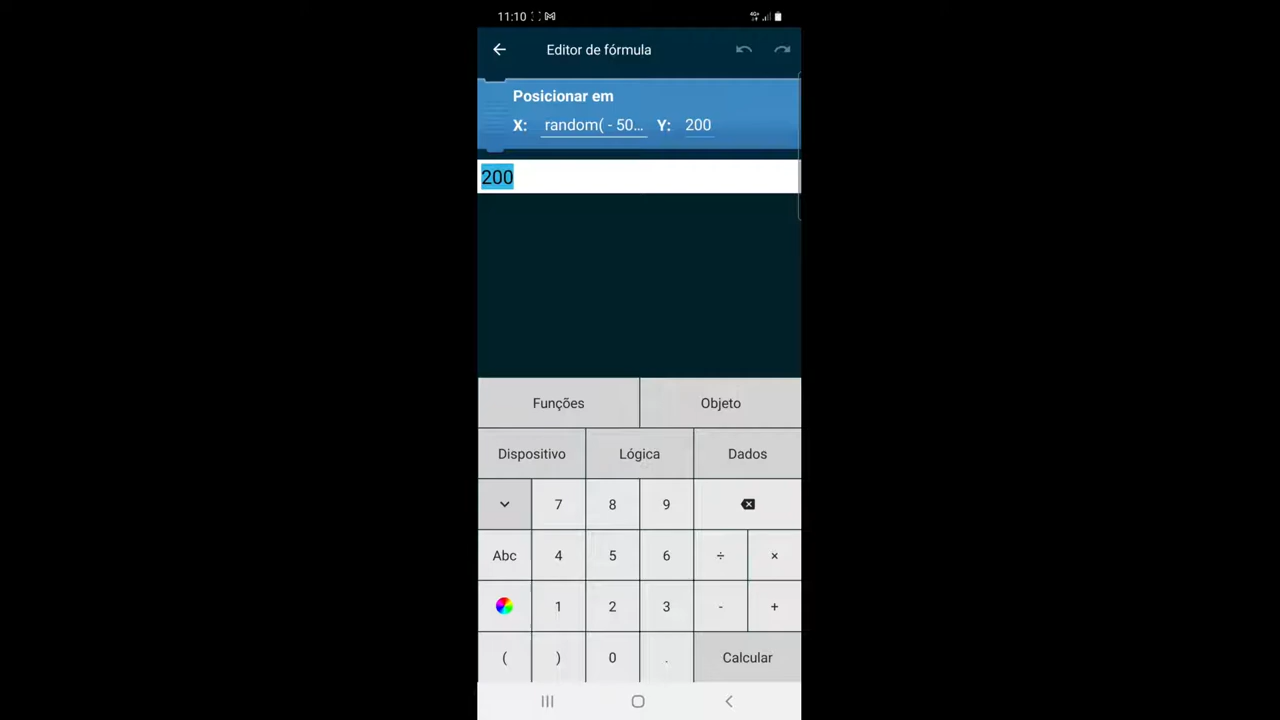 11:10
4G+
Editor de fórmula
Posicionar em
X: random( - 50... Y: 200
200
Funções Objeto
Dispositivo Lógica Dados
7 8 9
Abc 4 5 6 ÷ ×
1 2 3 - +
( ) 0 . Calcular